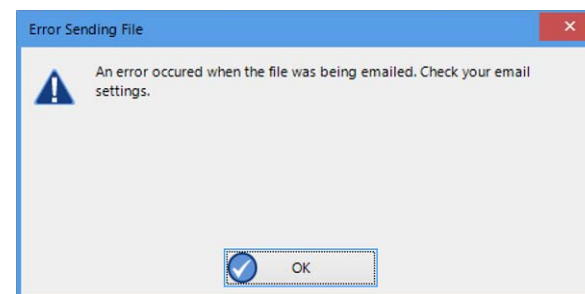 Error Sending File
An error occured when the file was being emailed. Check your email
settings.
OK